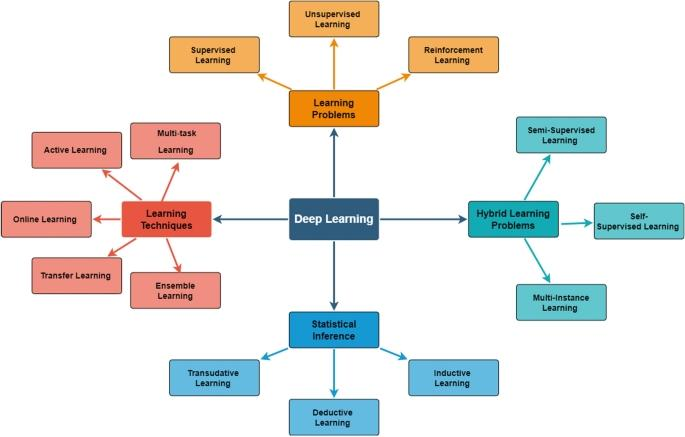 Unsupervised
Learning
Supervised
Learning
Reinforcement
Learning
Learning
Problems
Multi-task
Learning
Active Learning
Semi-Supervised
Learning
Online Learning
Learning
Techniques
Deep Learning
Hybrid Learning
Problems
Self-
Supervised Learning
Transfer Learning
Ensemble
Learning
Multi-Instance
Learning
Statistical
Inference
Transudative
Learning
Inductive
Learning
Deductive
Learning